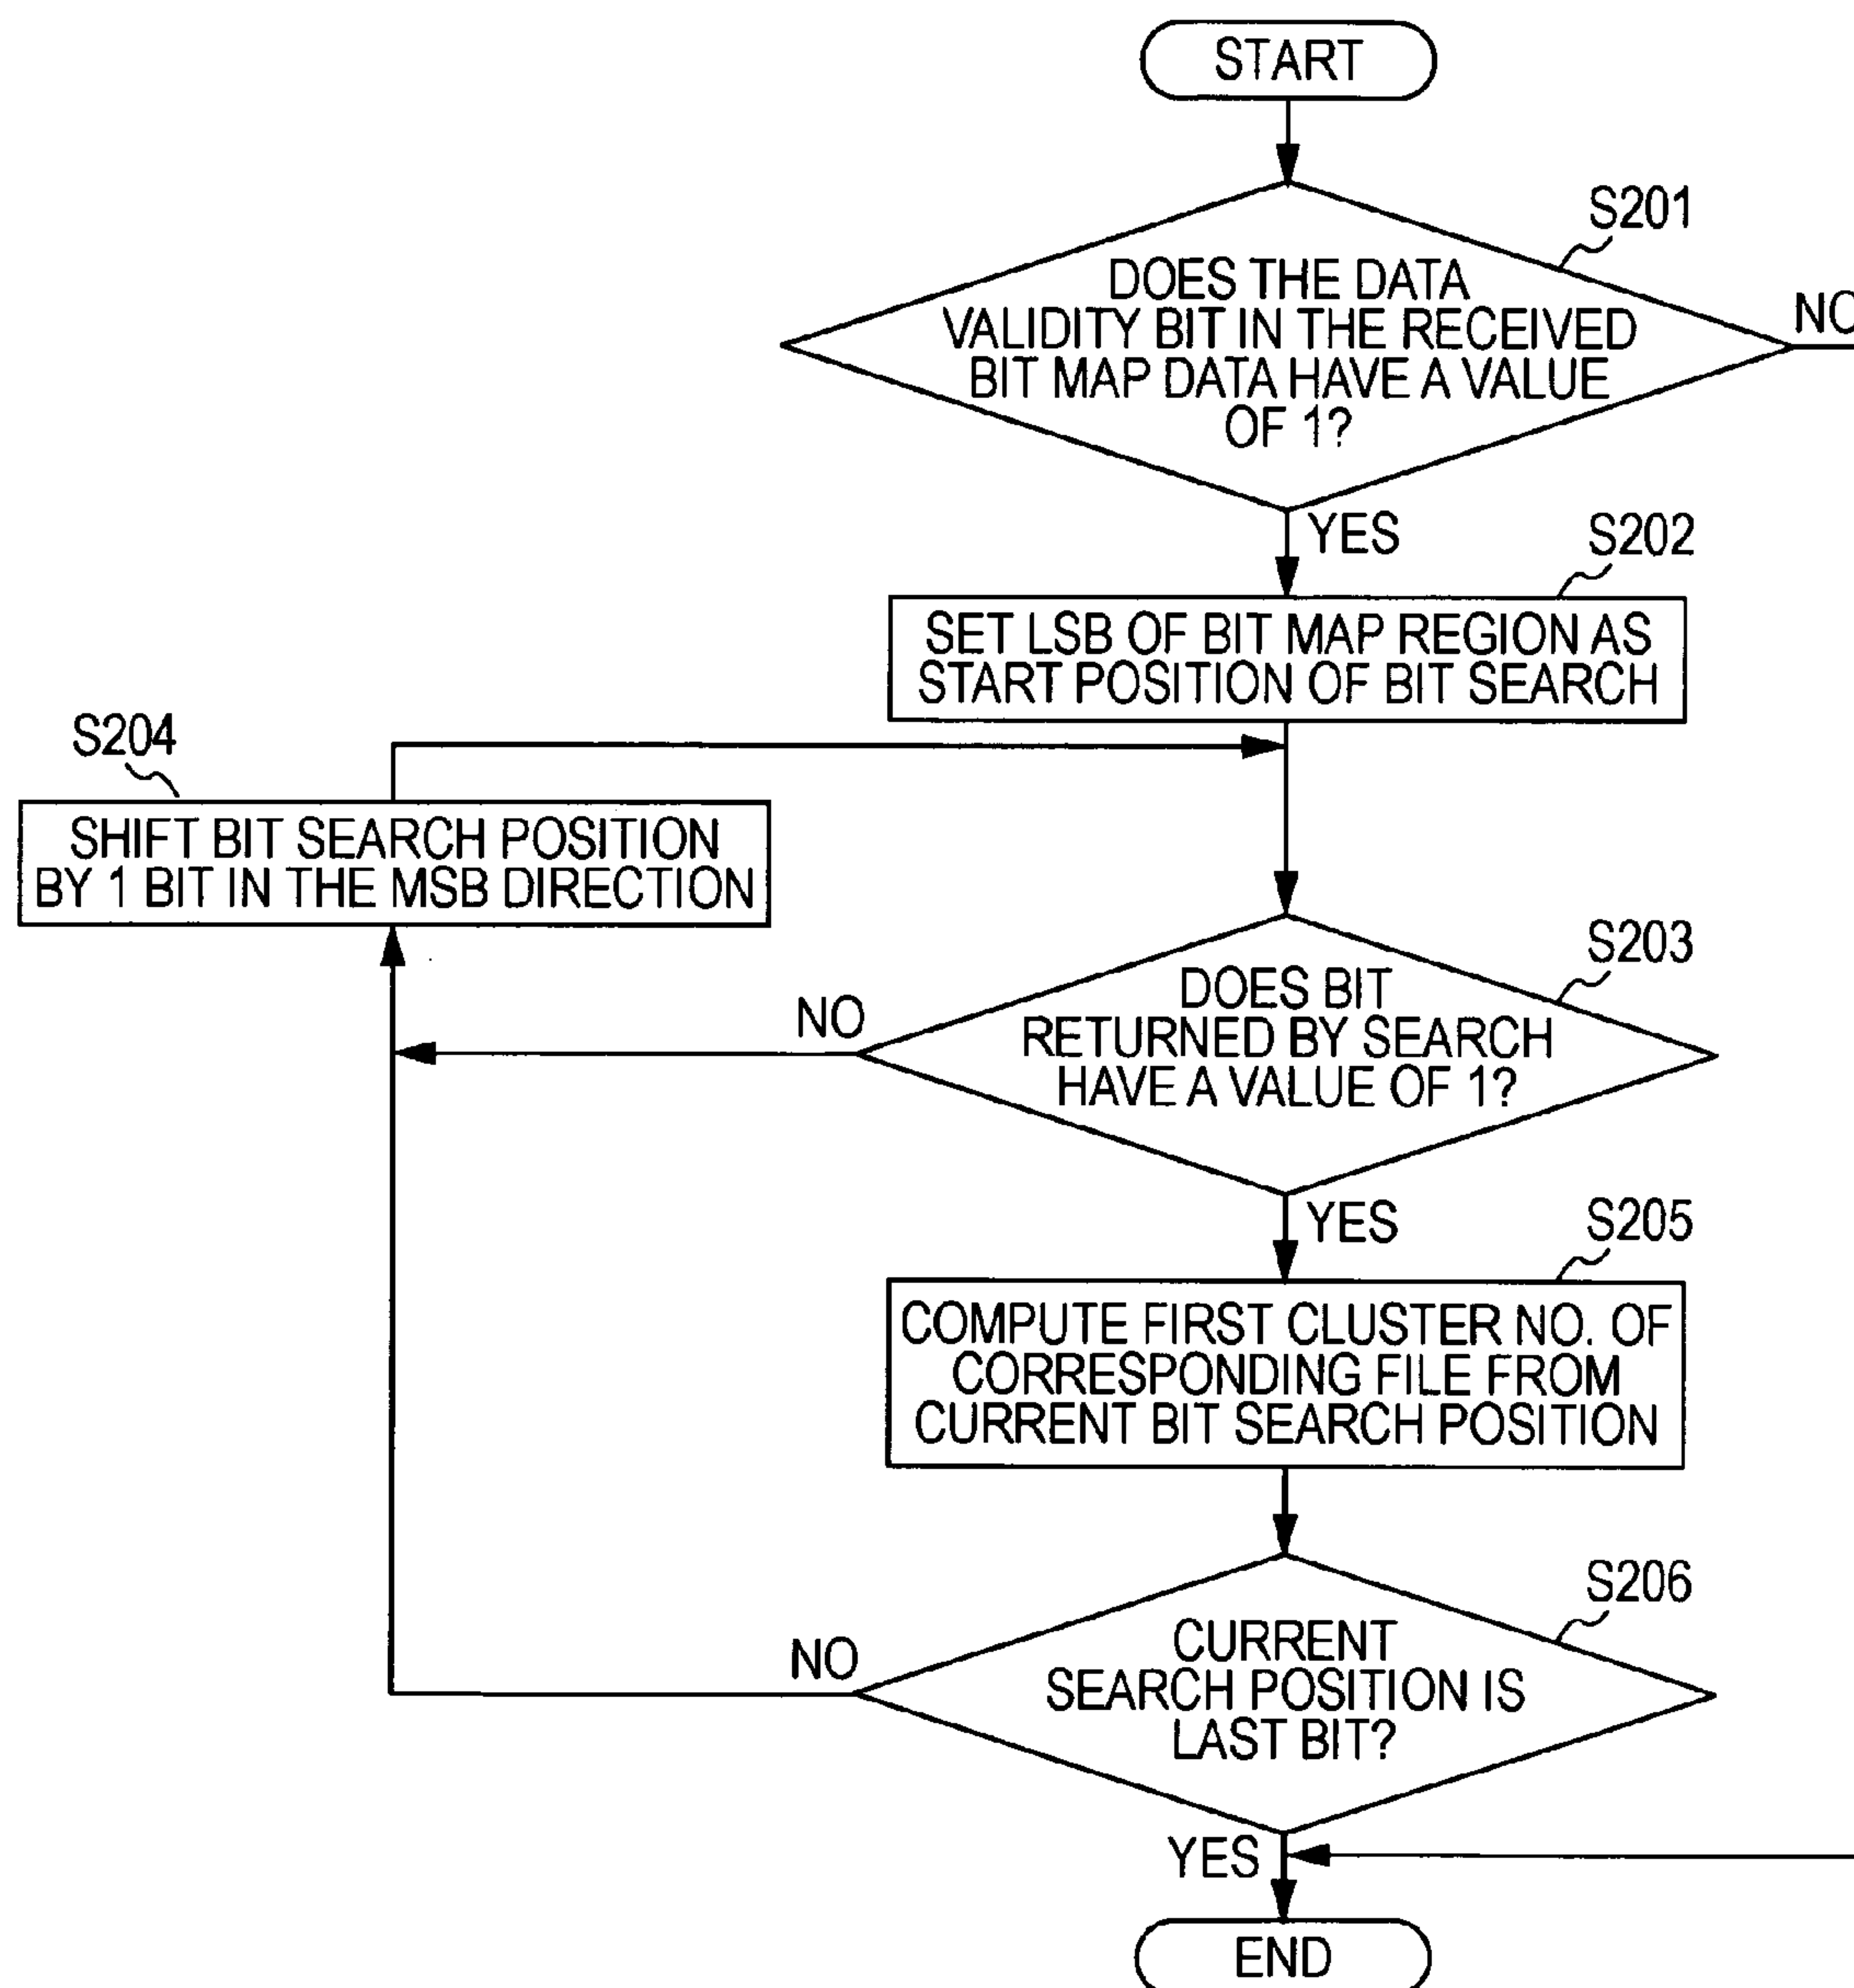 START
S201
DOES THE DATA
VALIDITY BIT IN THE RECEIVED
BIT MAP DATA HAVE A VALUE
OF 1?
NO
YES
S202
SET LSB OF BIT MAP REGION AS
START POSITION OF BIT SEARCH
S204
SHIFT BIT SEARCH POSITION
BY 1 BIT IN THE MSB DIRECTION
S203
DOES BIT
RETURNED BY SEARCH
HAVE A VALUE OF 1?
NO
YES
S205
COMPUTE FIRST CLUSTER NO. OF
CORRESPONDING FILE FROM
CURRENT BIT SEARCH POSITION
S206
CURRENT
SEARCH POSITION IS
LAST BIT?
NO
YES
END